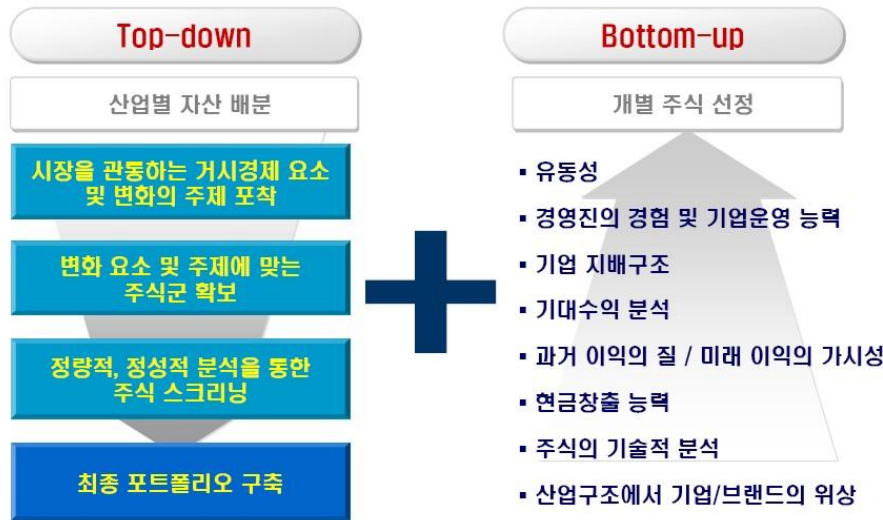 Top-down
산업별 자산 배분
시장을 관통하는 거시경제 요소
및 변화의 주제 포착
변화 요소 및 주제에 맞는
주식군 확보
정량적, 정성적 분석을 통한
주식 스크리닝
최종 포트폴리오 구축
Bottom-up
개별 주식 선정
▪ 유동성
▪ 경영진의 경험 및 기업운영 능력
▪ 기업 지배구조
▪ 기대수익 분석
▪ 과거 이익의 질 / 미래 이익의 가시성
▪ 현금창출 능력
▪ 주식의 기술적 분석
▪ 산업구조에서 기업/브랜드의 위상